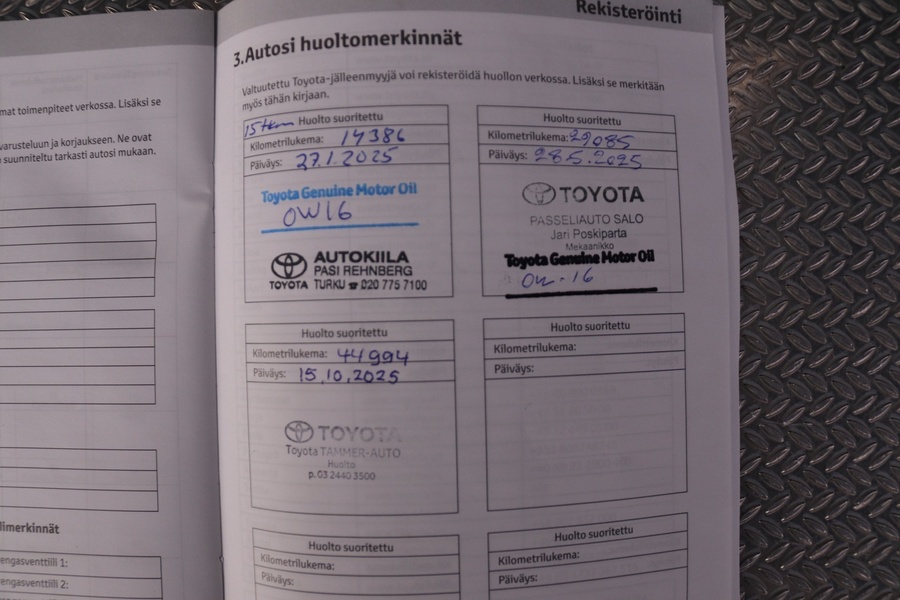 mat toimenpiteet verkossa. Lisäksi se
varusteluun ja korjaukseen. Ne ovat
suunniteltu tarkasti autosi mukaan.
limerkinnät
engasventtiili 1:
engasventtiili 2:
Rekisteröinti
3.Autosi huoltomerkinnät
Valtuutettu Toyota-jälleenmyyjä voi rekisteröidä huollon verkossa. Lisäksi se merkitään
myös tähän kirjaan.
15tkm Huolto suoritettu
Kilometrilukema: 14386
Päiväys: 27.1.2025
Toyota Genuine Motor Oil
0W16
TOYOTA
AUTOKIILA
PASI REHNBERG
TURKU ☎ 020 775 7100
Huolto suoritettu
Kilometrilukema: 29085
Päiväys: 28.5.2025
TOYOTA
PASSELIAUTO SALO
Jari Poskiparta
Mekaanikko
Toyota Genuine Motor Oil
0w-16
Huolto suoritettu
Kilometrilukema: 44994
Päiväys: 15.10.2025
TOYOTA
Toyota TAMMER-AUTO
Huolto
p. 03 2440 3500
Huolto suoritettu
Kilometrilukema:
Päiväys:
Huolto suoritettu
Kilometrilukema:
Päiväys:
Huolto suoritettu
Kilometrilukema:
Päiväys: